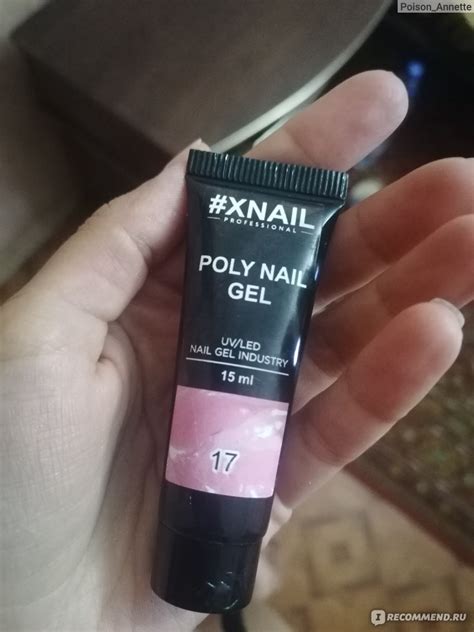 Poison_Annette
#XNAIL
PROFESSIONAL
POLY NAIL
GEL
UV/LED
NAIL GEL INDUSTRY
15 ml
17
I RECOMMEND.RU